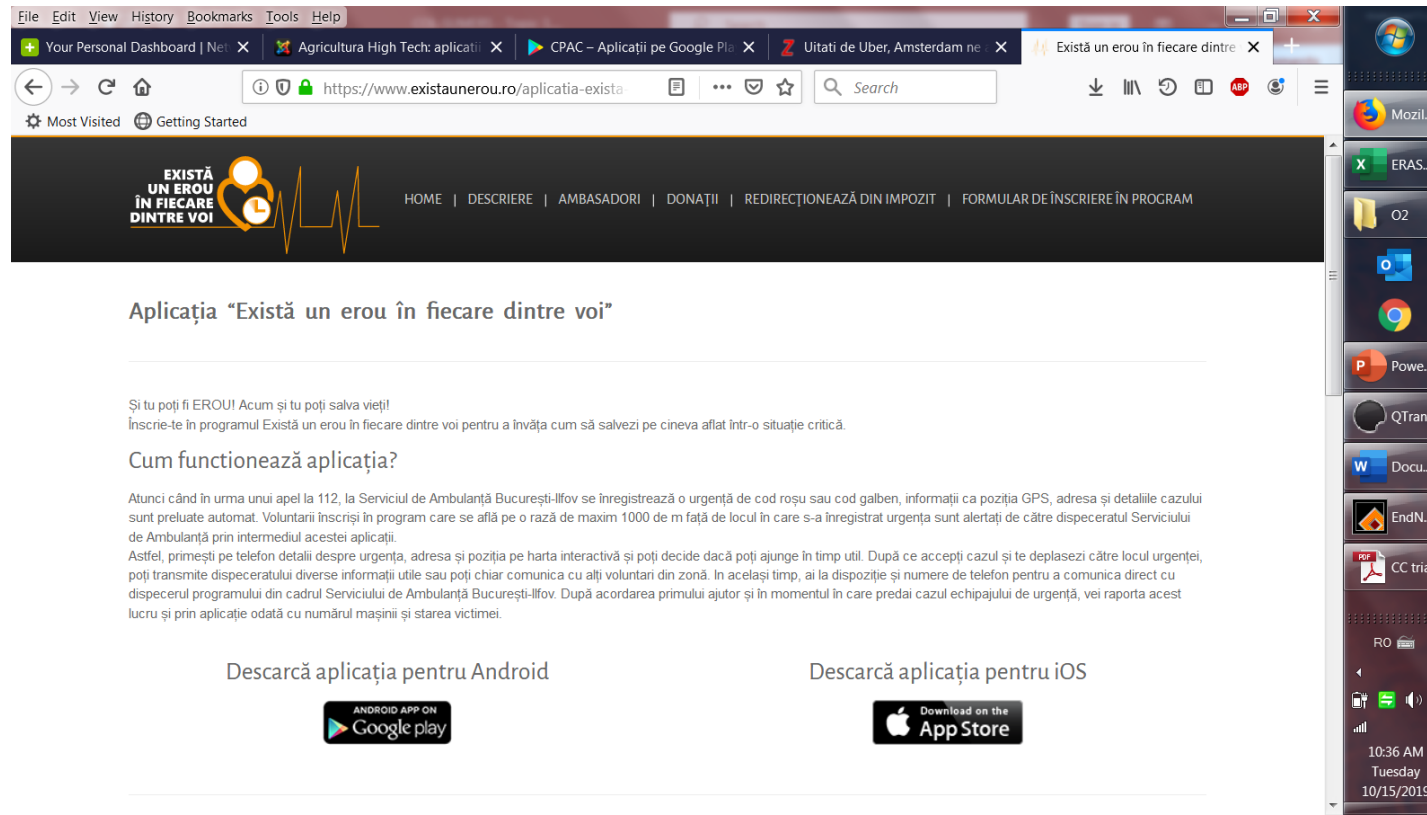 File Edit View History Bookmarks Tools Help
Your Personal Dashboard | Net
Agricultura High Tech: aplicatii
CPAC – Aplicații pe Google Pla
Uitati de Uber, Amsterdam ne a
Există un erou în fiecare dintre
https://www.existaunerou.ro/aplicatia-exista-
Search
Most Visited Getting Started
EXISTĂ
UN EROU
ÎN FIECARE
DINTRE VOI
HOME | DESCRIERE | AMBASADORI | DONAȚII | REDIRECȚIONEAZĂ DIN IMPOZIT | FORMULAR DE ÎNSCRIERE ÎN PROGRAM
Aplicația “Există un erou în fiecare dintre voi”
Și tu poți fi EROU! Acum și tu poți salva vieți!
Înscrie-te în programul Există un erou în fiecare dintre voi pentru a învăța cum să salvezi pe cineva aflat într-o situație critică.
Cum functionează aplicația?
Atunci când în urma unui apel la 112, la Serviciul de Ambulanță București-Ilfov se înregistrează o urgență de cod roșu sau cod galben, informații ca poziția GPS, adresa și detaliile cazului
sunt preluate automat. Voluntarii înscriși în program care se află pe o rază de maxim 1000 de m față de locul în care s-a înregistrat urgența sunt alertați de către dispeceratul Serviciului
de Ambulanță prin intermediul acestei aplicații.
Astfel, primești pe telefon detalii despre urgența, adresa și poziția pe harta interactivă și poți decide dacă poți ajunge în timp util. După ce accepți cazul și te deplasezi către locul urgenței,
poți transmite dispeceratului diverse informații utile sau poți chiar comunica cu alți voluntari din zonă. In același timp, ai la dispoziție și numere de telefon pentru a comunica direct cu
dispecerul programului din cadrul Serviciului de Ambulanță București-Ilfov. După acordarea primului ajutor și în momentul în care predai cazul echipajului de urgență, vei raporta acest
lucru și prin aplicație odată cu numărul mașinii și starea victimei.
Descarcă aplicația pentru Android
Descarcă aplicația pentru iOS
ANDROID APP ON
Google play
Download on the
App Store
ABP
Mozil.
ERAS..
O2
Powe..
QTran
Docu..
EndN.
CC tria
RO
10:36 AM
Tuesday
10/15/2019